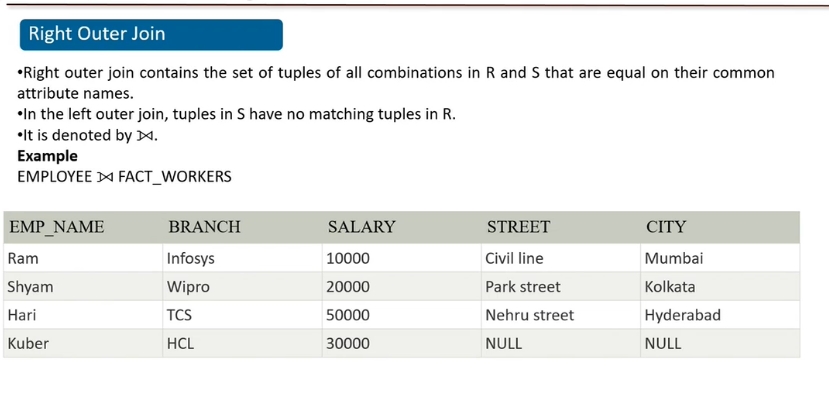 Right Outer Join
•Right outer join contains the set of tuples of all combinations in R and S that are equal on their common
attribute names.
•In the left outer join, tuples in S have no matching tuples in R.
•It is denoted by ⋊.
Example
EMPLOYEE ⋊ FACT_WORKERS
EMP_NAME BRANCH SALARY STREET CITY
Ram Infosys 10000 Civil line Mumbai
Shyam Wipro 20000 Park street Kolkata
Hari TCS 50000 Nehru street Hyderabad
Kuber HCL 30000 NULL NULL